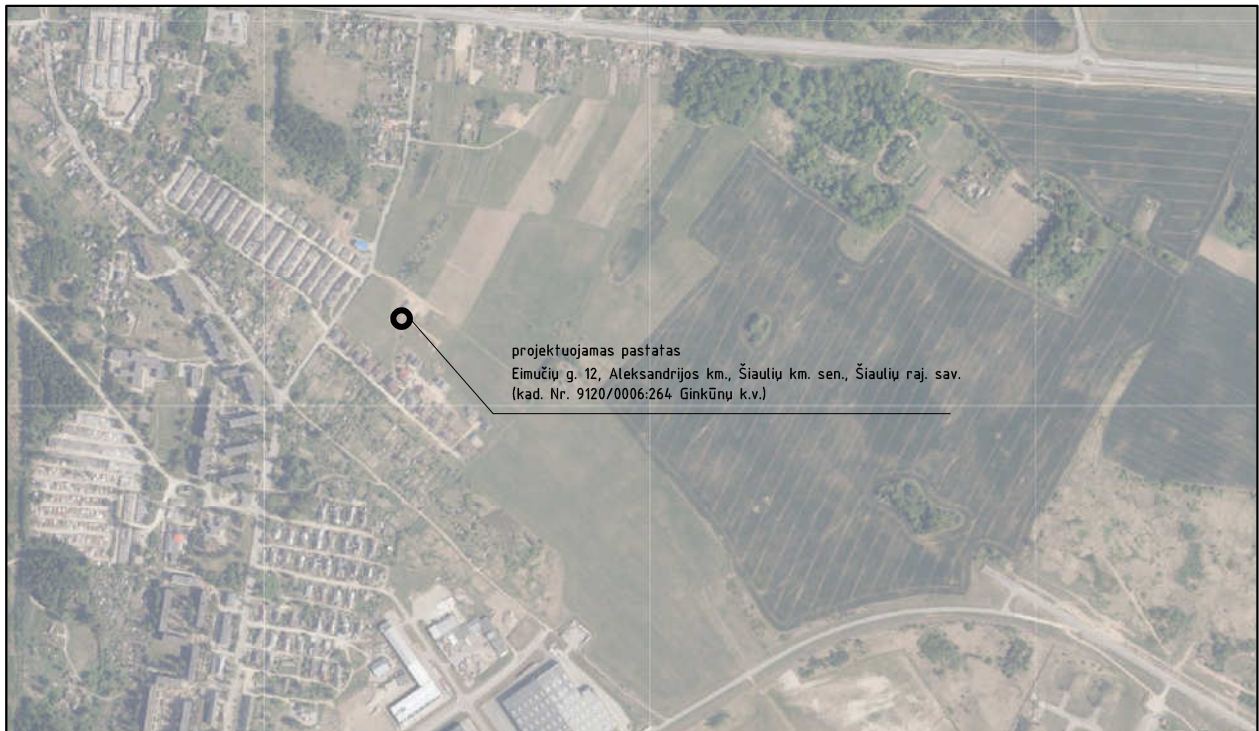 projektuojamas pastatas
Eimučių g. 12, Aleksandrijos km., Šiaulių km. sen., Šiaulių raj. sav.
(kad. Nr. 9120/0006:264 Ginkūnų k.v.)